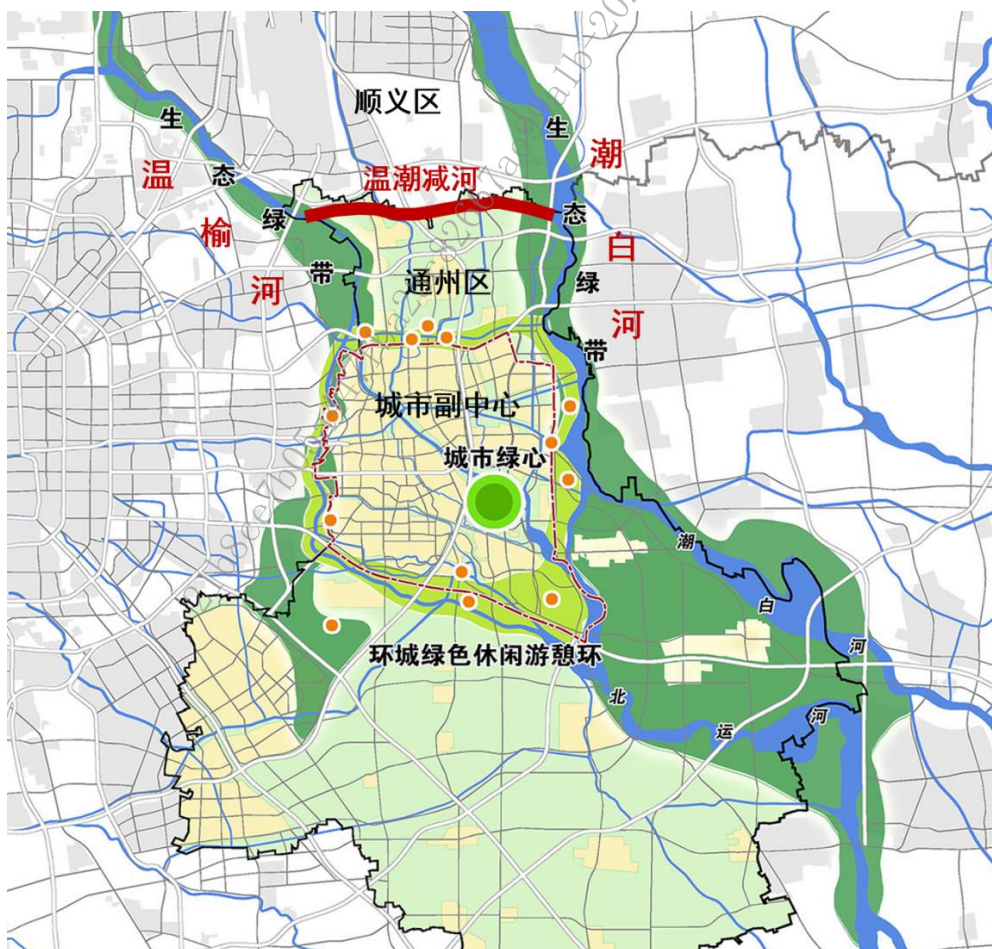 顺义区
生态绿带
温榆河
温潮减河
生态绿带
潮白河
通州区
城市副中心
城市绿心
潮白河
环城绿色休闲游憩环
北运河